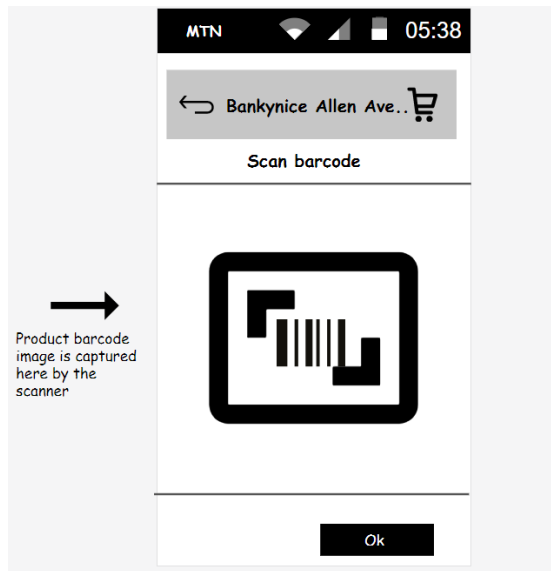 MTN 05:38
Bankynice Allen Ave..
Scan barcode
Product barcode
image is captured
here by the
scanner
Ok